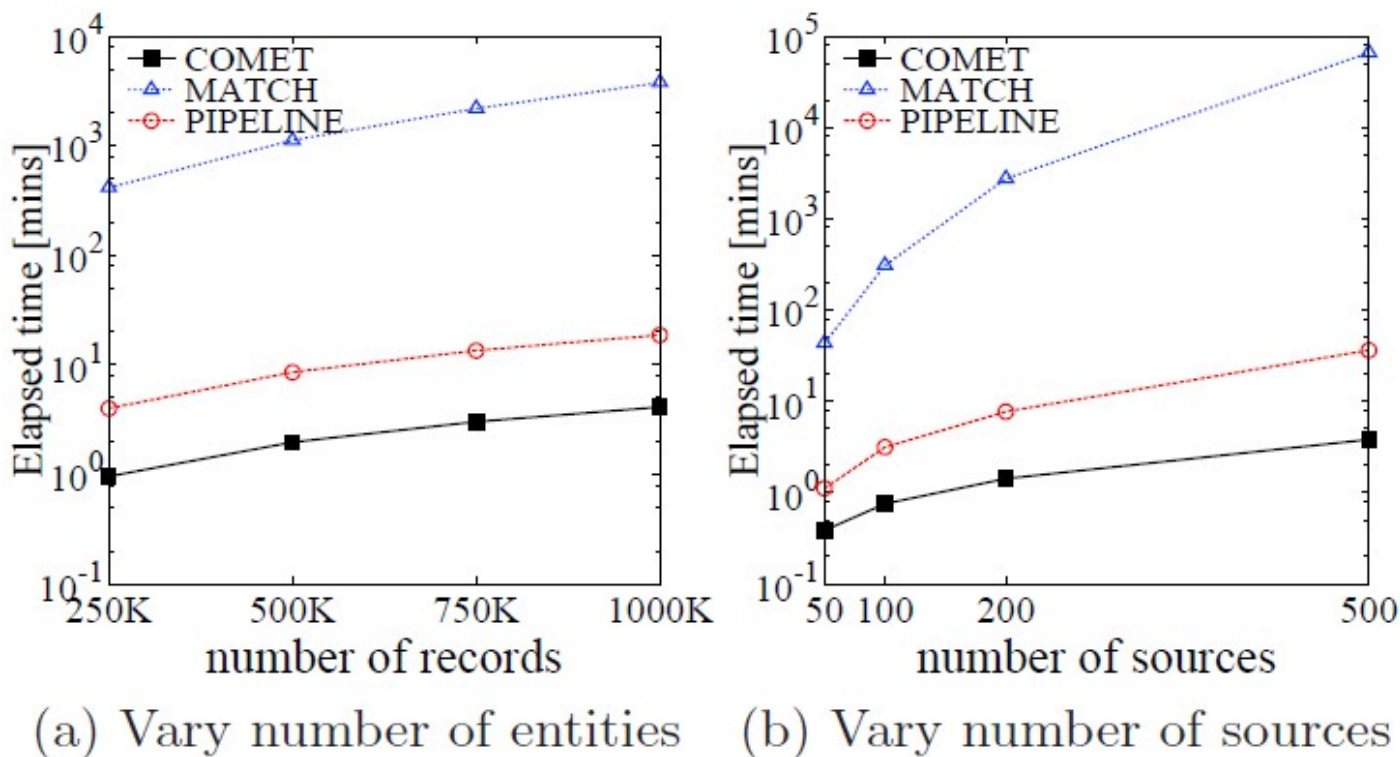 10^4
COMET
MATCH
PIPELINE
10^3
10^2
10^1
10^0
10^-1
Elapsed time [mins]
250K 500K 750K 1000K
number of records
(a) Vary number of entities
10^5
COMET
MATCH
PIPELINE
10^4
10^3
10^2
10^1
10^0
10^-1
Elapsed time [mins]
50 100 200 500
number of sources
(b) Vary number of sources